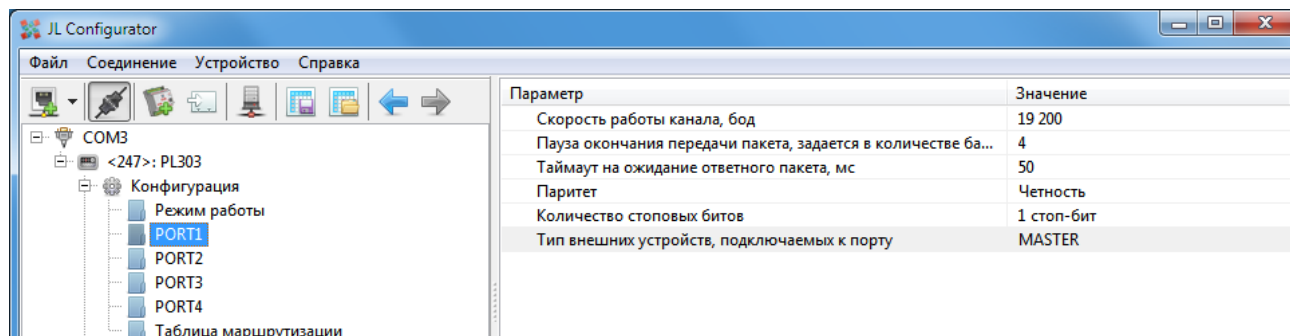 JL Configurator
Файл Соединение Устройство Справка
COM3
<247>: PL303
Конфигурация
Режим работы
PORT1
PORT2
PORT3
PORT4
Таблица маршрутизации
Параметр Значение
Скорость работы канала, бод 19 200
Пауза окончания передачи пакета, задается в количестве ба... 4
Таймаут на ожидание ответного пакета, мс 50
Паритет Четность
Количество стоповых битов 1 стоп-бит
Тип внешних устройств, подключаемых к порту MASTER